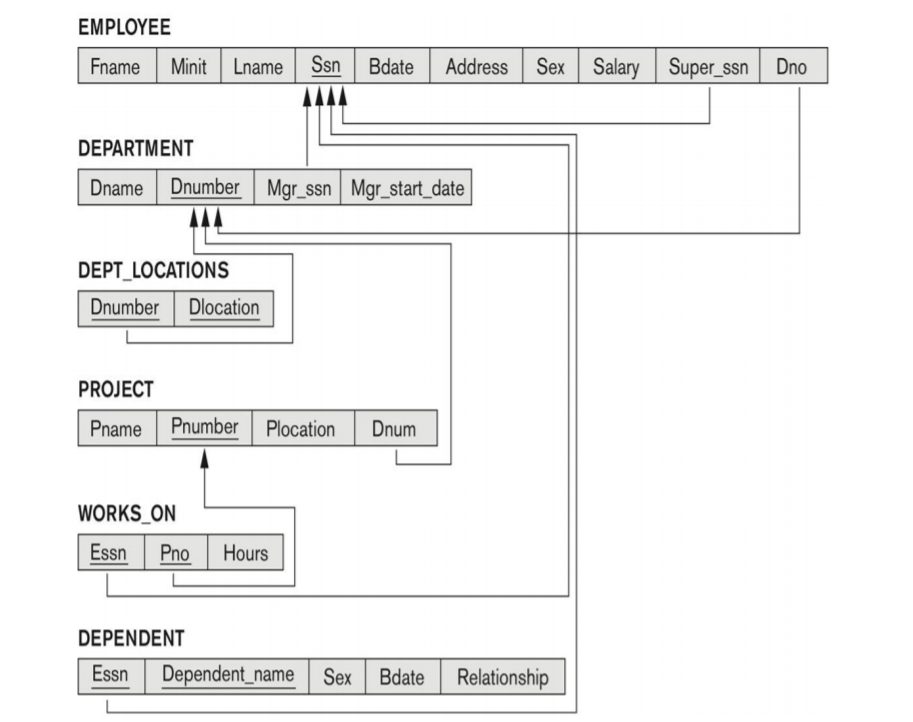 EMPLOYEE
Fname Minit Lname Ssn Bdate Address Sex Salary Super_ssn Dno
DEPARTMENT
Dname Dnumber Mgr_ssn Mgr_start_date
DEPT_LOCATIONS
Dnumber Dlocation
PROJECT
Pname Pnumber Plocation Dnum
WORKS_ON
Essn Pno Hours
DEPENDENT
Essn Dependent_name Sex Bdate Relationship